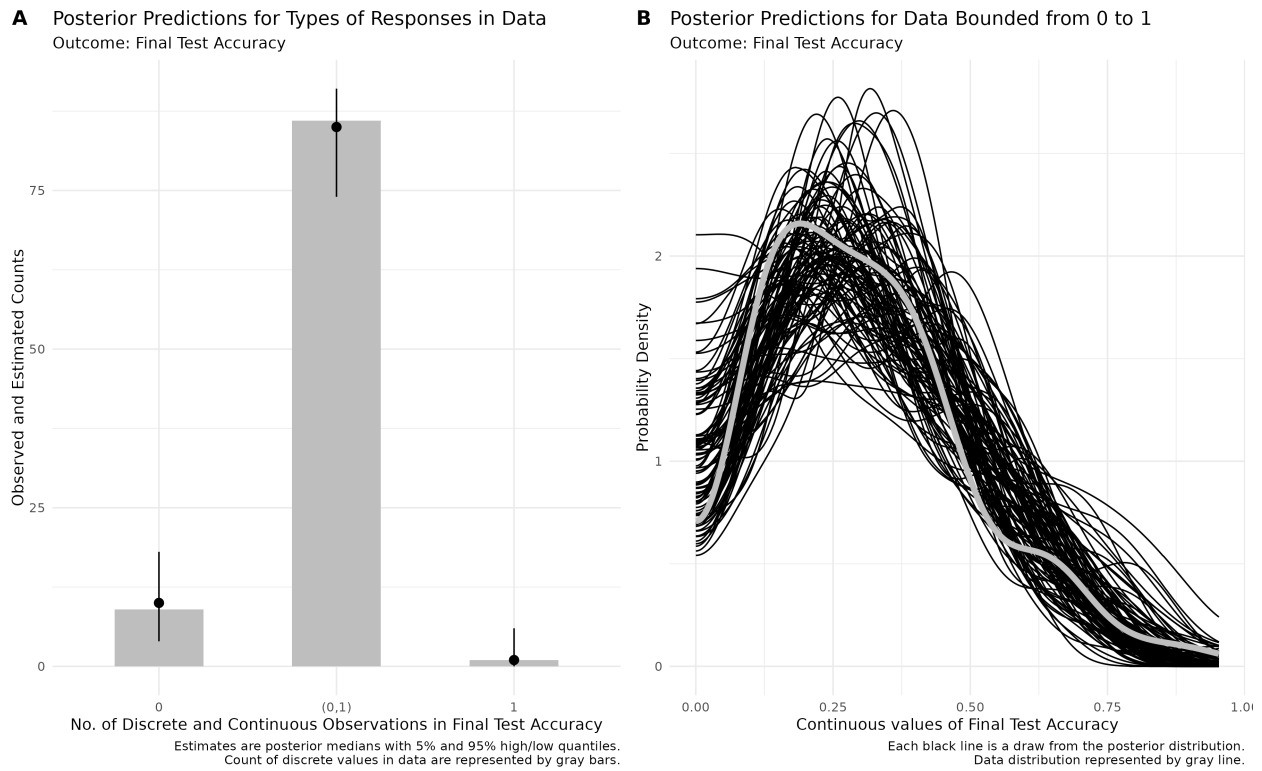 A Posterior Predictions for Types of Responses in Data
Outcome: Final Test Accuracy
Observed and Estimated Counts
75
50
25
0
0 (0,1) 1
No. of Discrete and Continuous Observations in Final Test Accuracy
Estimates are posterior medians with 5% and 95% high/low quantiles.
Count of discrete values in data are represented by gray bars.
B Posterior Predictions for Data Bounded from 0 to 1
Outcome: Final Test Accuracy
Probability Density
2
1
0
0.00 0.25 0.50 0.75 1.0
Continuous values of Final Test Accuracy
Each black line is a draw from the posterior distribution.
Data distribution represented by gray line.